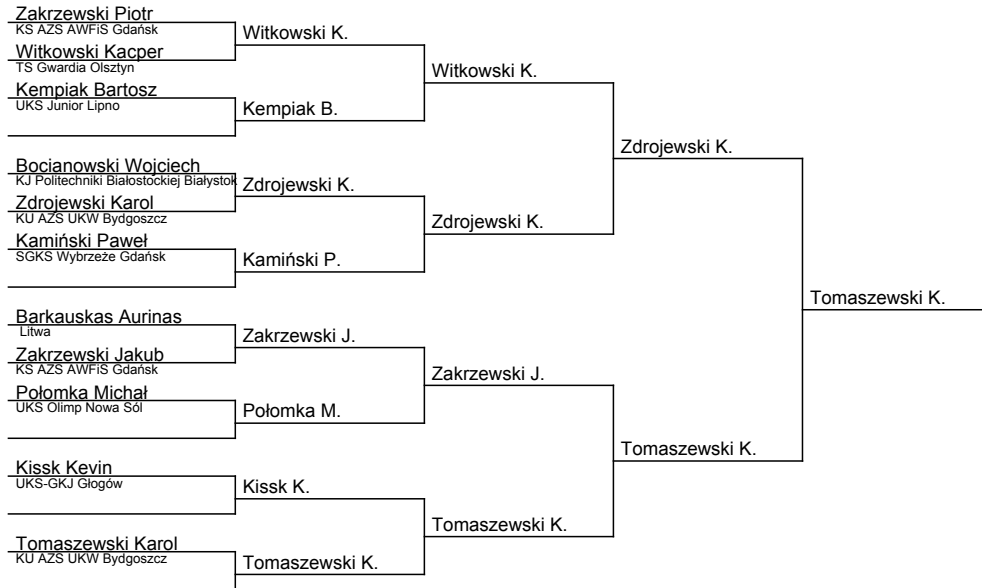 Zakrzewski Piotr
KS AZS AWFiS Gdańsk
Witkowski Kacper
TS Gwardia Olsztyn
Kempiak Bartosz
UKS Junior Lipno
Bocianowski Wojciech
KJ Politechniki Białostockiej Białystok
Zdrojewski Karol
KU AZS UKW Bydgoszcz
Kamiński Paweł
SGKS Wybrzeże Gdańsk
Barkauskas Aurinas
Litwa
Zakrzewski Jakub
KS AZS AWFiS Gdańsk
Połomka Michał
UKS Olimp Nowa Sól
Kissk Kevin
UKS-GKJ Głogów
Tomaszewski Karol
KU AZS UKW Bydgoszcz
Witkowski K.
Kempiak B.
Zdrojewski K.
Kamiński P.
Zakrzewski J.
Połomka M.
Kissk K.
Tomaszewski K.
Witkowski K.
Zdrojewski K.
Zakrzewski J.
Tomaszewski K.
Zdrojewski K.
Tomaszewski K.
Tomaszewski K.